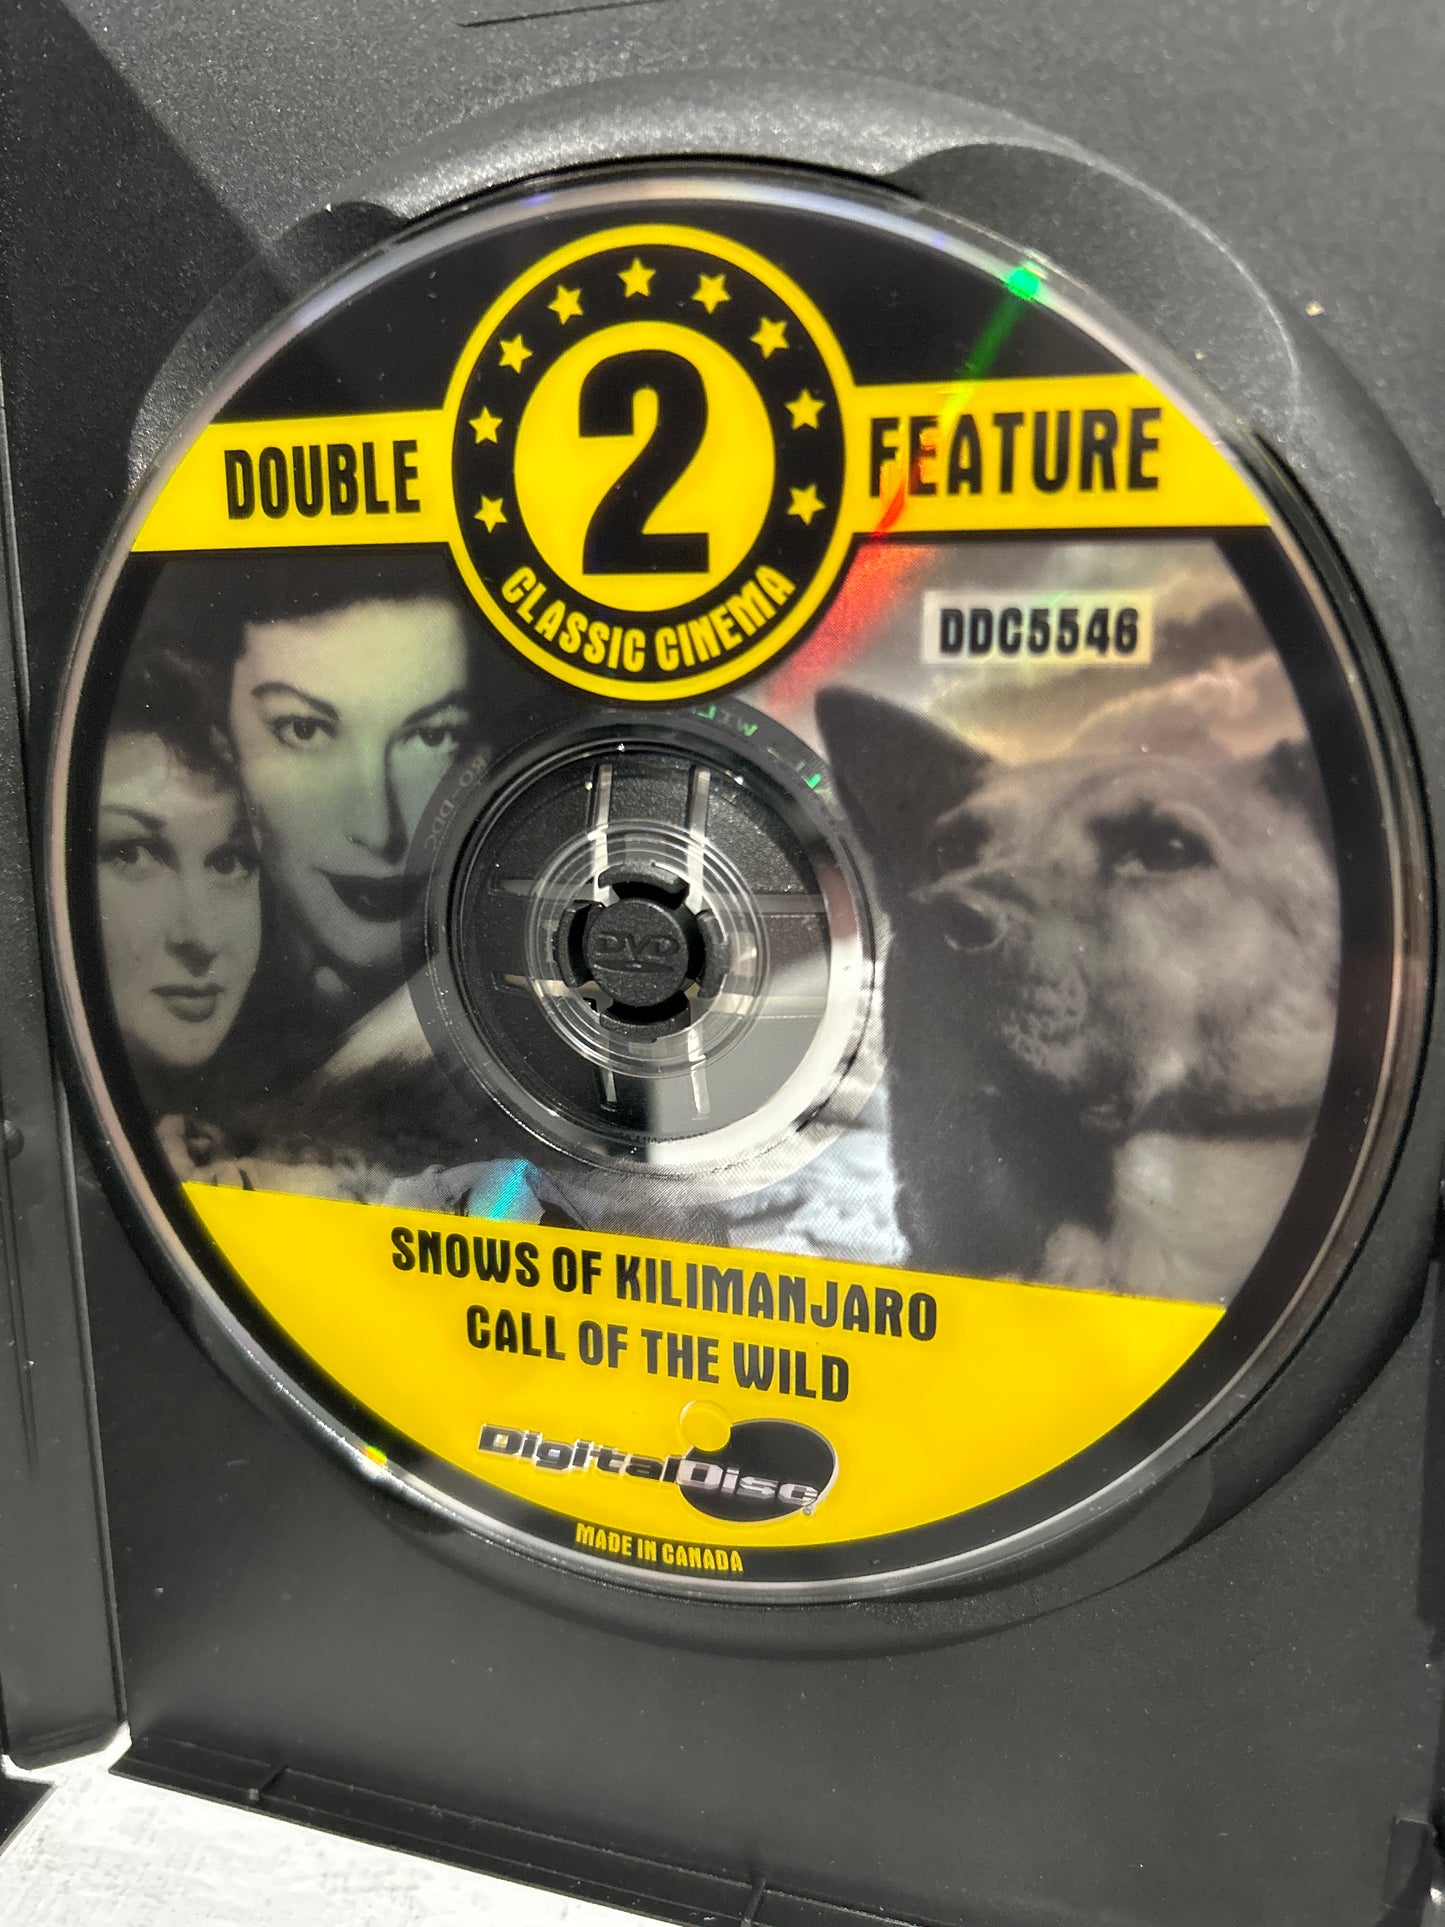 DOUBLE
2
FEATURE
CLASSIC CINEMA
DDC5546
DVD
SNOWS OF KILIMANJARO
CALL OF THE WILD
DigitalDisc
MADE IN CANADA